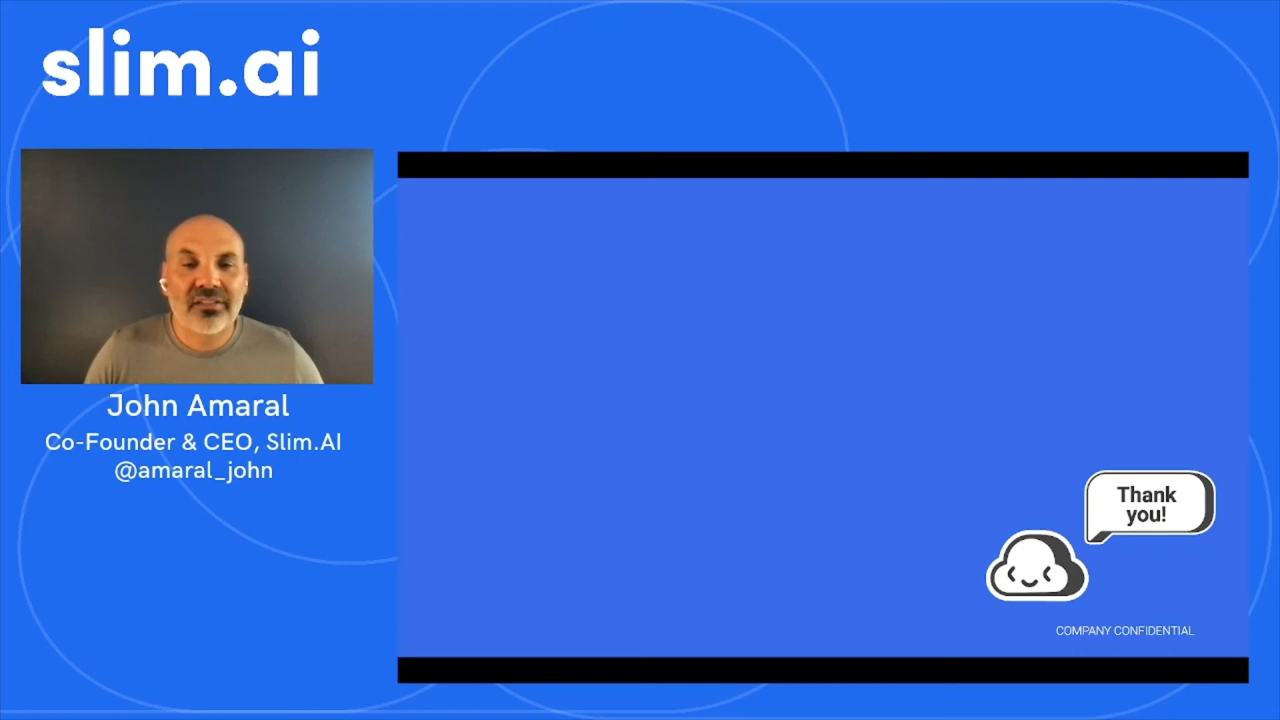 slim.ai
John Amaral
Co-Founder & CEO, Slim.AI
@amaral_john
Thank
you!
COMPANY CONFIDENTIAL